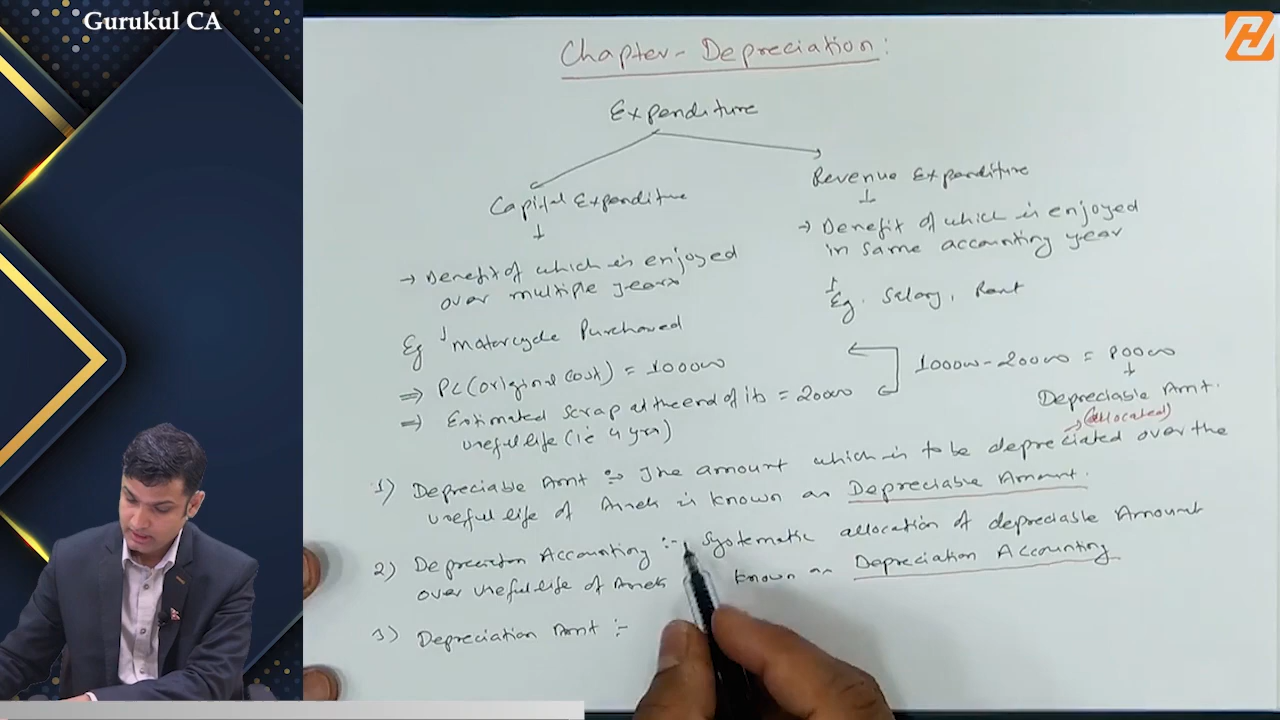 Gurukul CA
Chapter - Depreciation :
Expenditure
Capital Expenditure
→ Benefit of which is enjoyed
over multiple years
Eg Motorcycle Purchased
⇒ PC (original cost) = 100000
⇒ Estimated scrap at the end of its = 20000
useful life (i.e 4 yrs)
Revenue Expenditure
→ Benefit of which is enjoyed
in same accounting year
Eg. Salary, Rent
100000 - 20000 = 80000
Depreciable Amt.
→ (allocated)
1) Depreciable Amt :- The amount which is to be depreciated over the
useful life of Assets is known as Depreciable Amount.
2) Depreciation Accounting :- Systematic allocation of depreciable Amount
over useful life of Assets known as Depreciation Accounting
3) Depreciation Amt :-